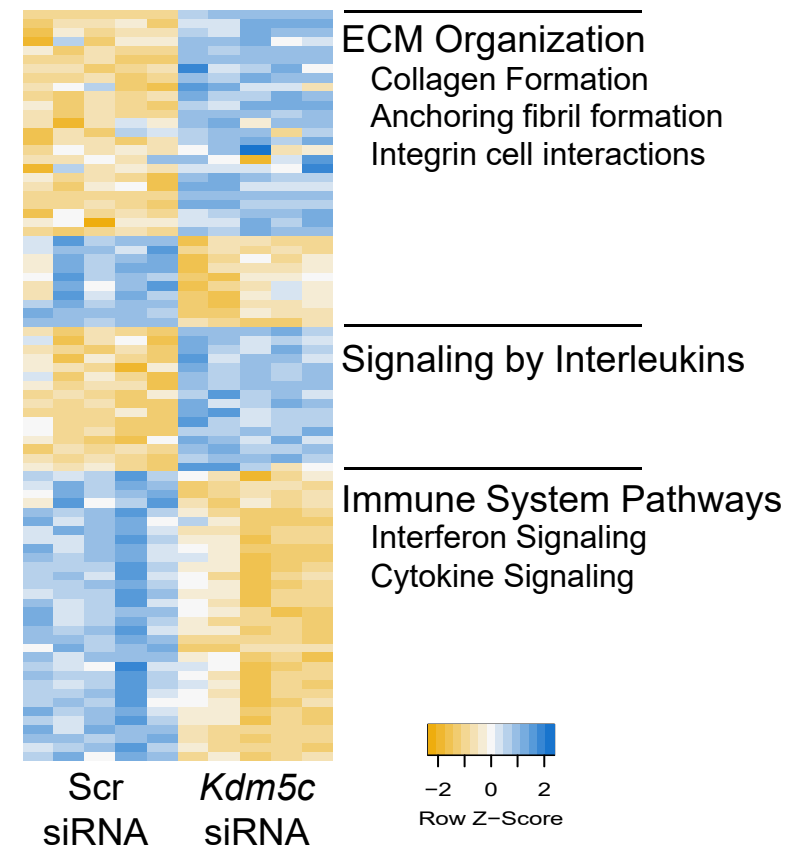 ECM Organization
Collagen Formation
Anchoring fibril formation
Integrin cell interactions
Signaling by Interleukins
Immune System Pathways
Interferon Signaling
Cytokine Signaling
−2 0 2
Row Z−Score
Scr Kdm5c
siRNA siRNA